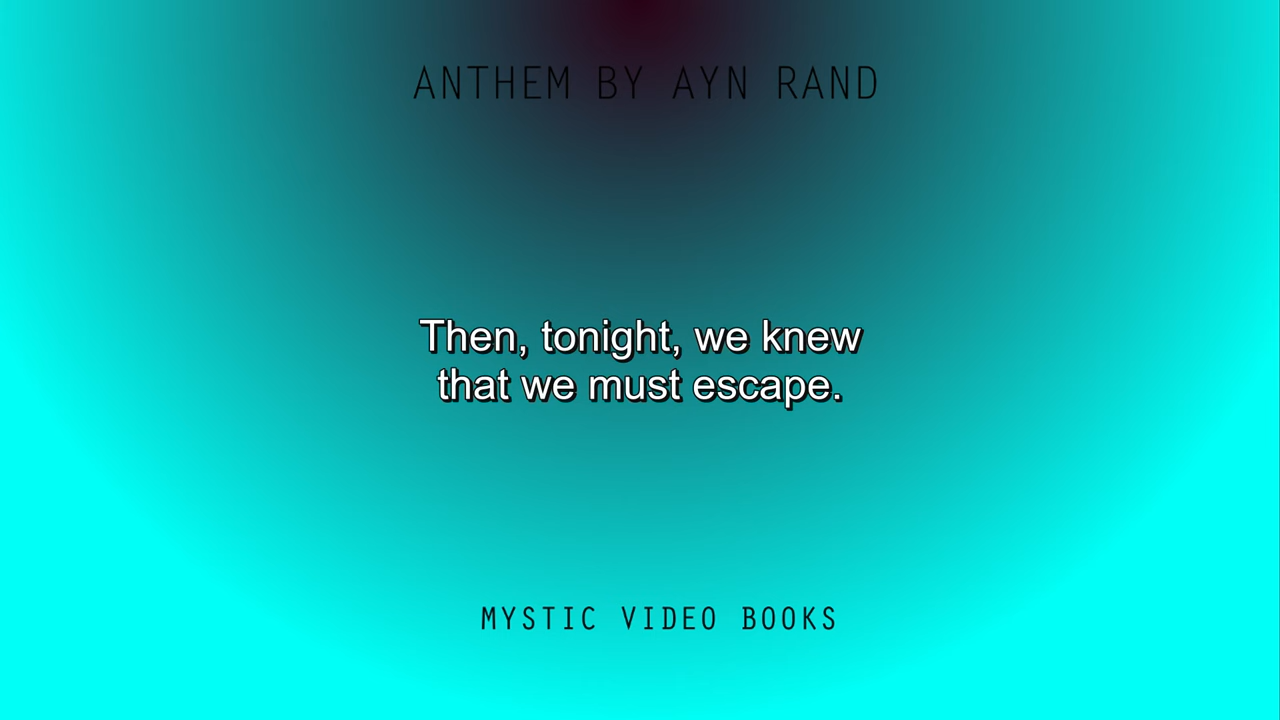 ANTHEM BY AYN RAND
Then, tonight, we knew
that we must escape.
MYSTIC VIDEO BOOKS